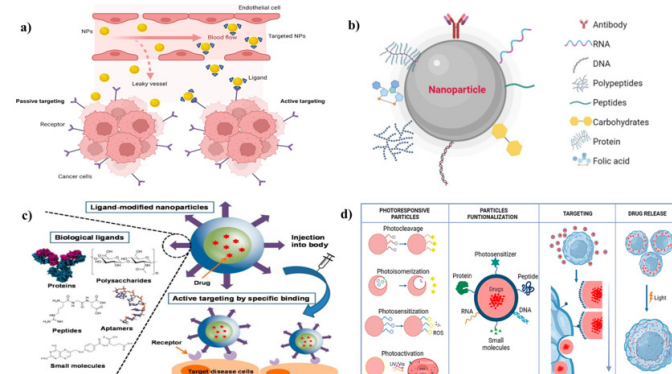 a)
Endothelial cell
NPs
Blood flow
Targeted NPs
Leaky vessel
Ligand
Passive targeting
Active targeting
Receptor
Cancer cells
b)
Nanoparticle
Antibody
RNA
DNA
Polypeptides
Peptides
Carbohydrates
Protein
Folic acid
c)
Ligand-modified nanoparticles
Biological ligands
Proteins
Polysaccharides
Peptides
Aptamers
Small molecules
Drug
Injection
into body
Active targeting by specific binding
Receptor
Target disease cells
d)
PHOTORESPONSIVE
PARTICLES
Photocleavage
Photoisomerization
Photosensitization
ROS
Photoactivation
UV/Vis
PARTICLES
FUNTIONALIZATION
Photosensitizer
Protein
Peptide
Drugs
RNA
DNA
Small
molecules
TARGETING
DRUG RELEASE
Light